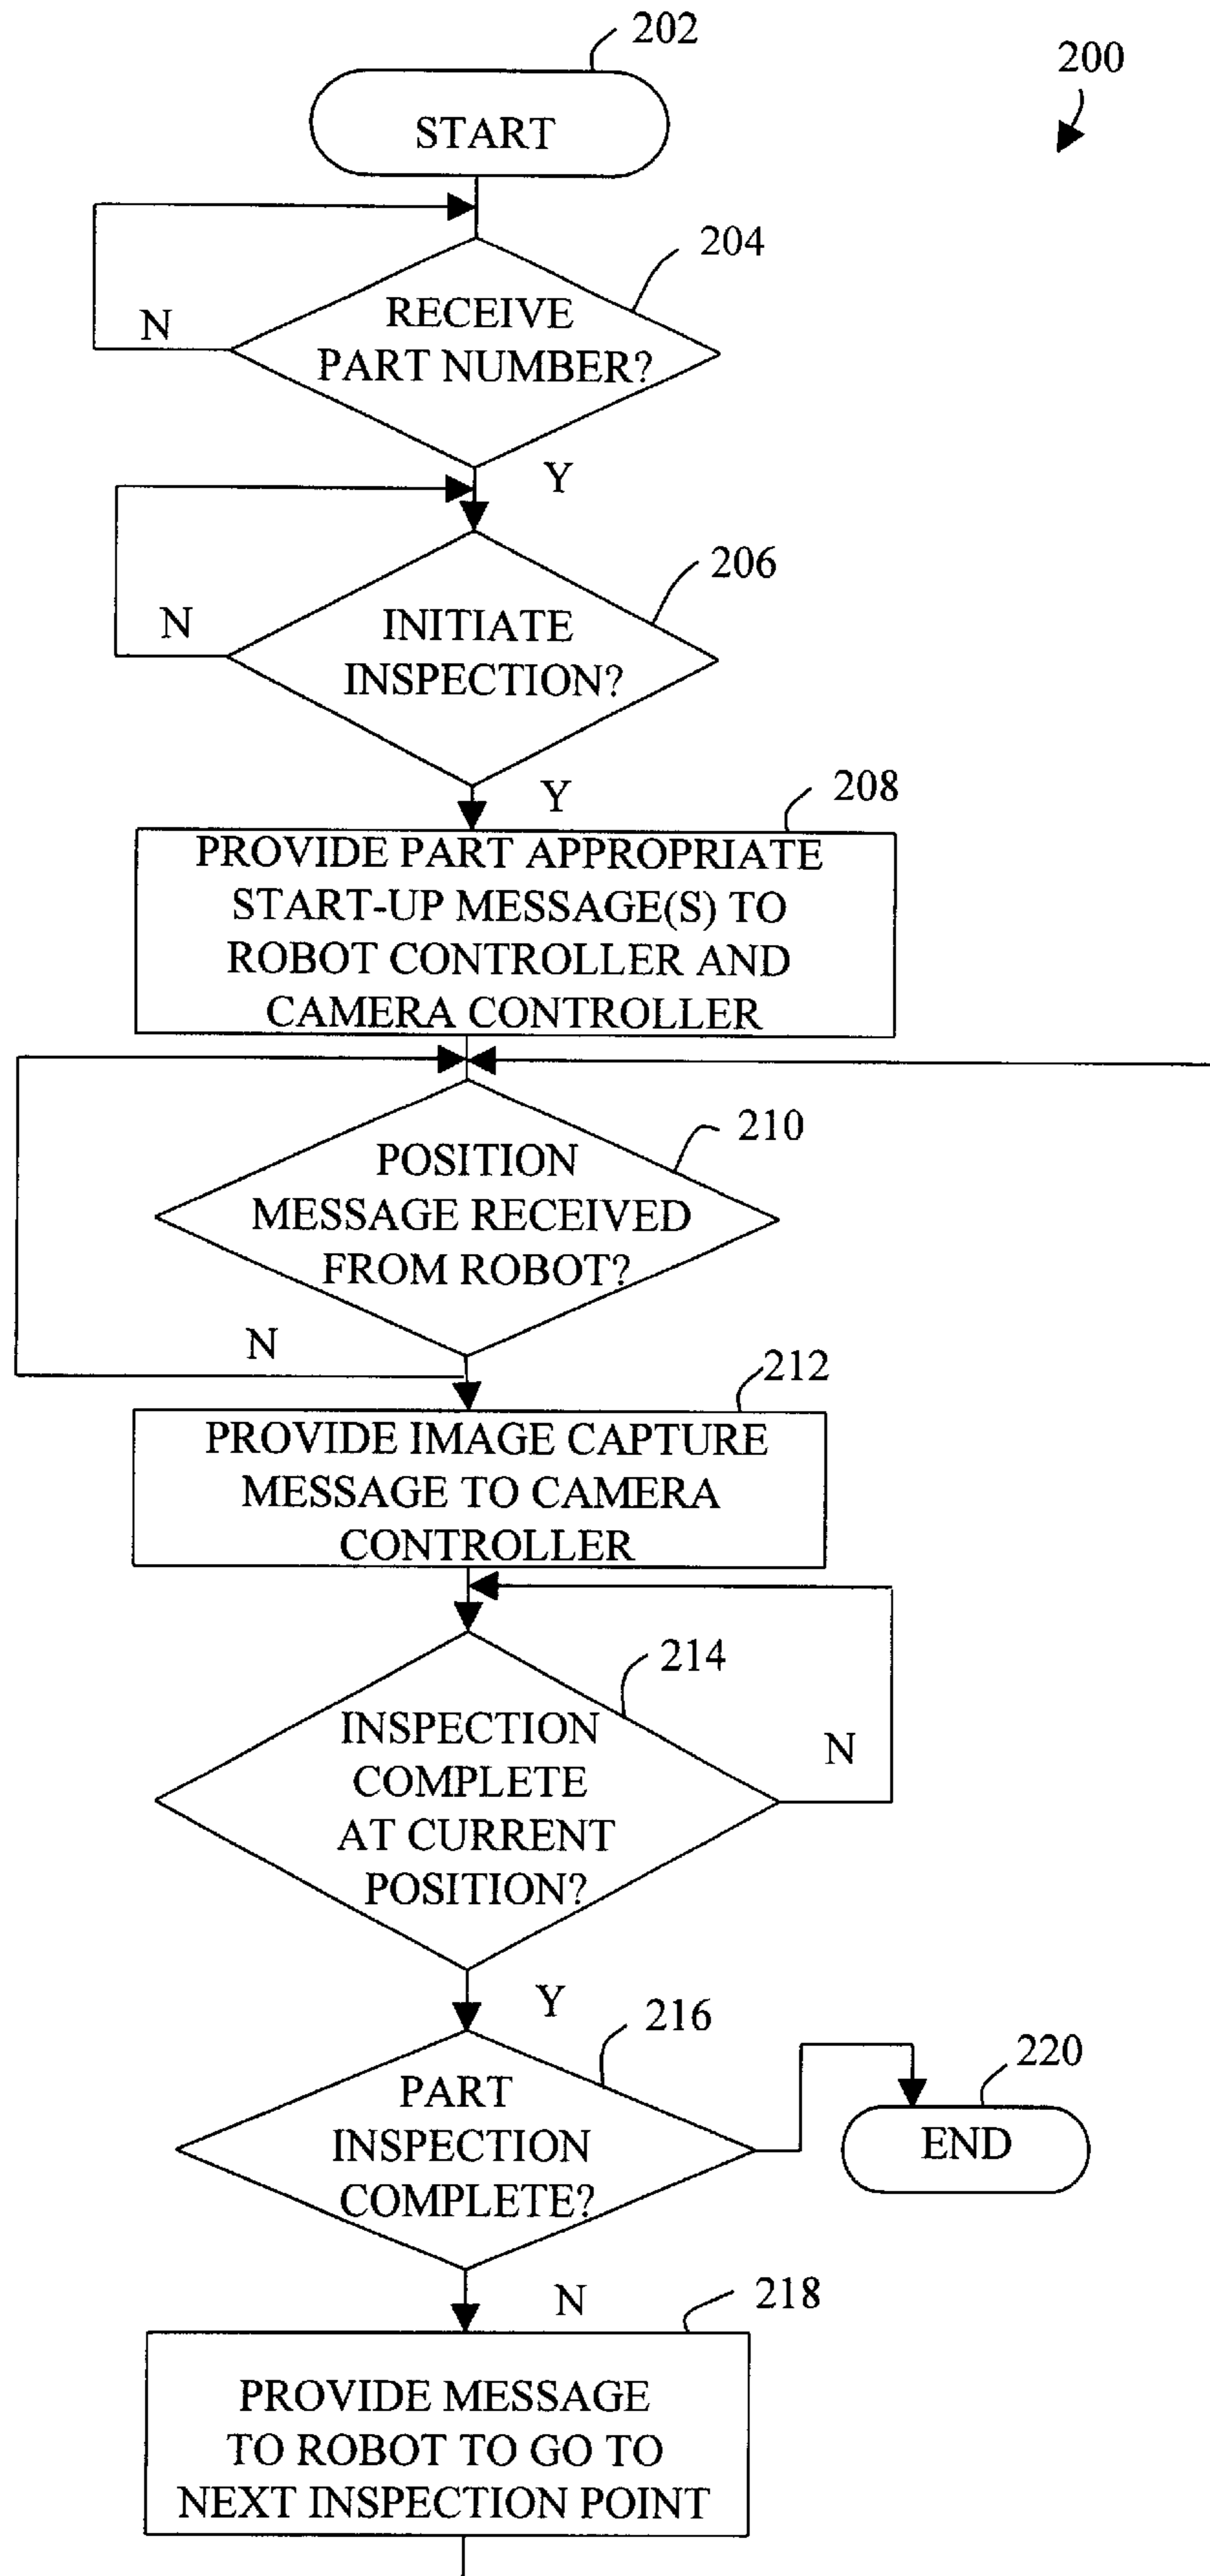 202
200
START
204
RECEIVE
PART NUMBER?
N
Y
206
INITIATE
INSPECTION?
N
Y
208
PROVIDE PART APPROPRIATE
START-UP MESSAGE(S) TO
ROBOT CONTROLLER AND
CAMERA CONTROLLER
210
POSITION
MESSAGE RECEIVED
FROM ROBOT?
N
212
PROVIDE IMAGE CAPTURE
MESSAGE TO CAMERA
CONTROLLER
214
INSPECTION
COMPLETE
AT CURRENT
POSITION?
N
Y
216
PART
INSPECTION
COMPLETE?
220
END
N
218
PROVIDE MESSAGE
TO ROBOT TO GO TO
NEXT INSPECTION POINT